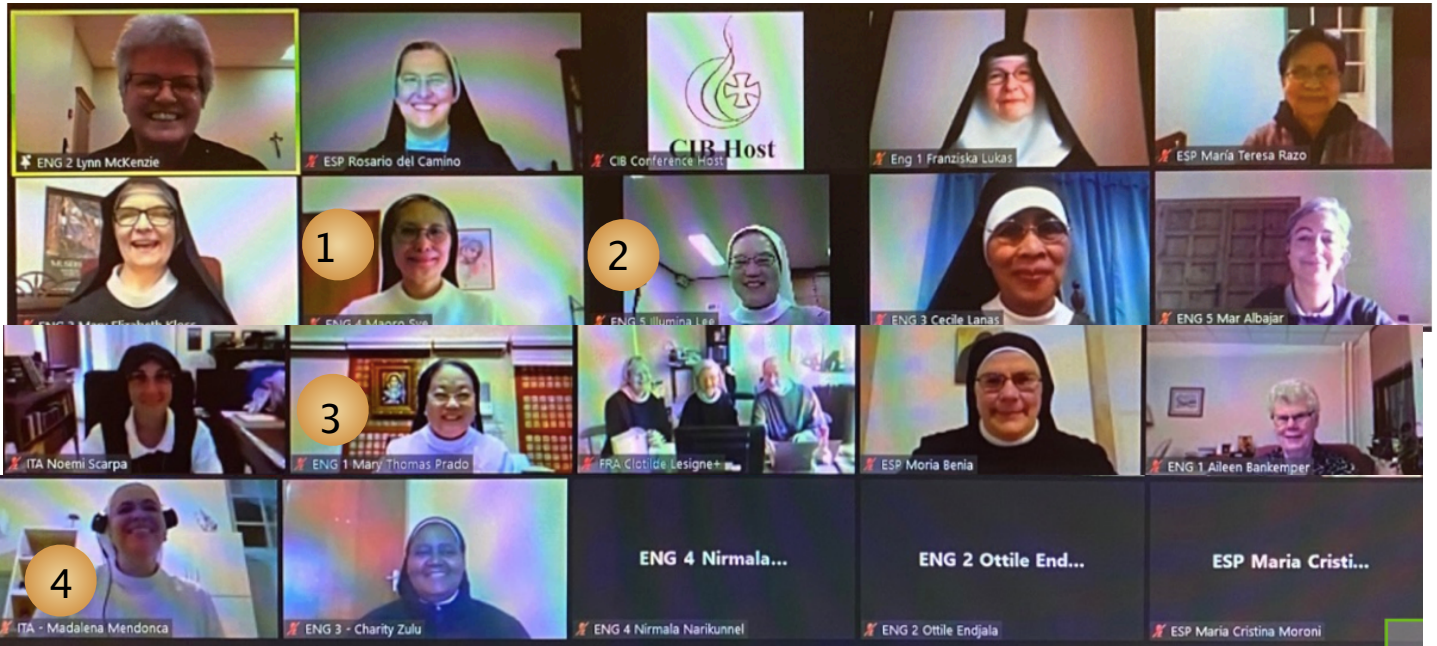 ENG 2 Lynn McKenzie
ESP Rosario del Camino
CIB Host
CIB Conference Host
Eng 1 Franziska Lukas
ESP María Teresa Razo
1
2
ENG 4 Maoro Sye
ENG 5 Illumina Lee
ENG 3 Cecile Lanas
ENG 5 Mar Albajar
3
ITA Noemi Scarpa
ENG 1 Mary Thomas Prado
FRA Clotilde Lesigne+
ESP Moria Benia
ENG 1 Aileen Bankemper
4
ITA - Madalena Mendonca
ENG 3 - Charity Zulu
ENG 4 Nirmala...
ENG 4 Nirmala Narikunnel
ENG 2 Ottile End...
ENG 2 Ottile Endjala
ESP Maria Cristi...
ESP Maria Cristina Moroni